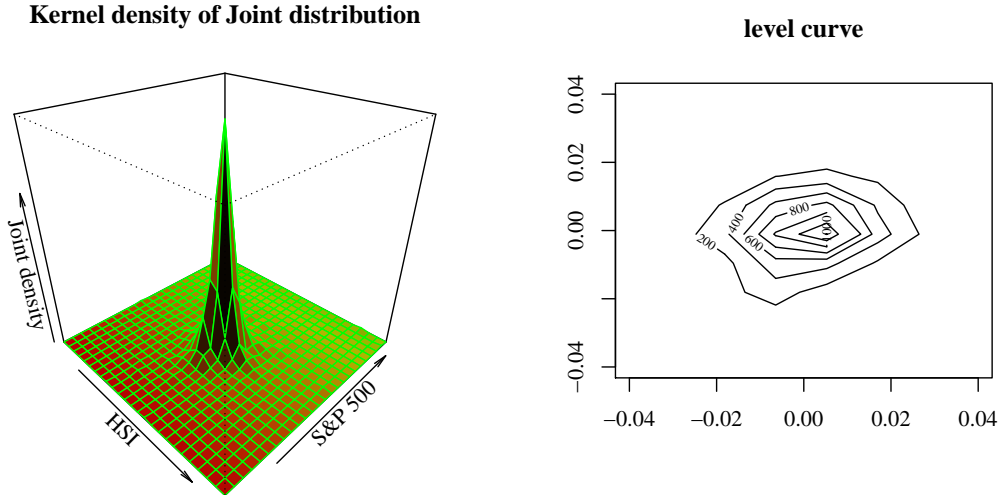 Kernel density of Joint distribution
Joint density
HSI
S&P 500
level curve
0.04
0.02
0.00
−0.04
200
400
600
800
1000
−0.04
−0.02
0.00
0.02
0.04